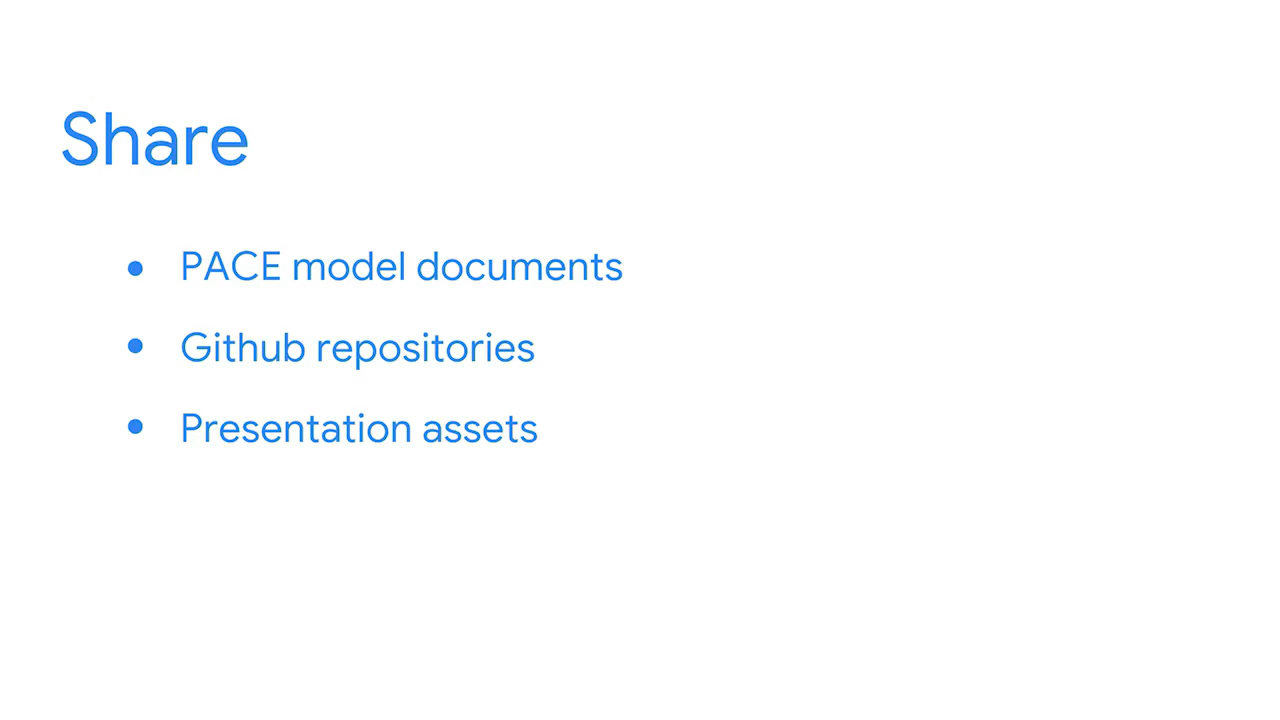 Share
• PACE model documents
• Github repositories
• Presentation assets